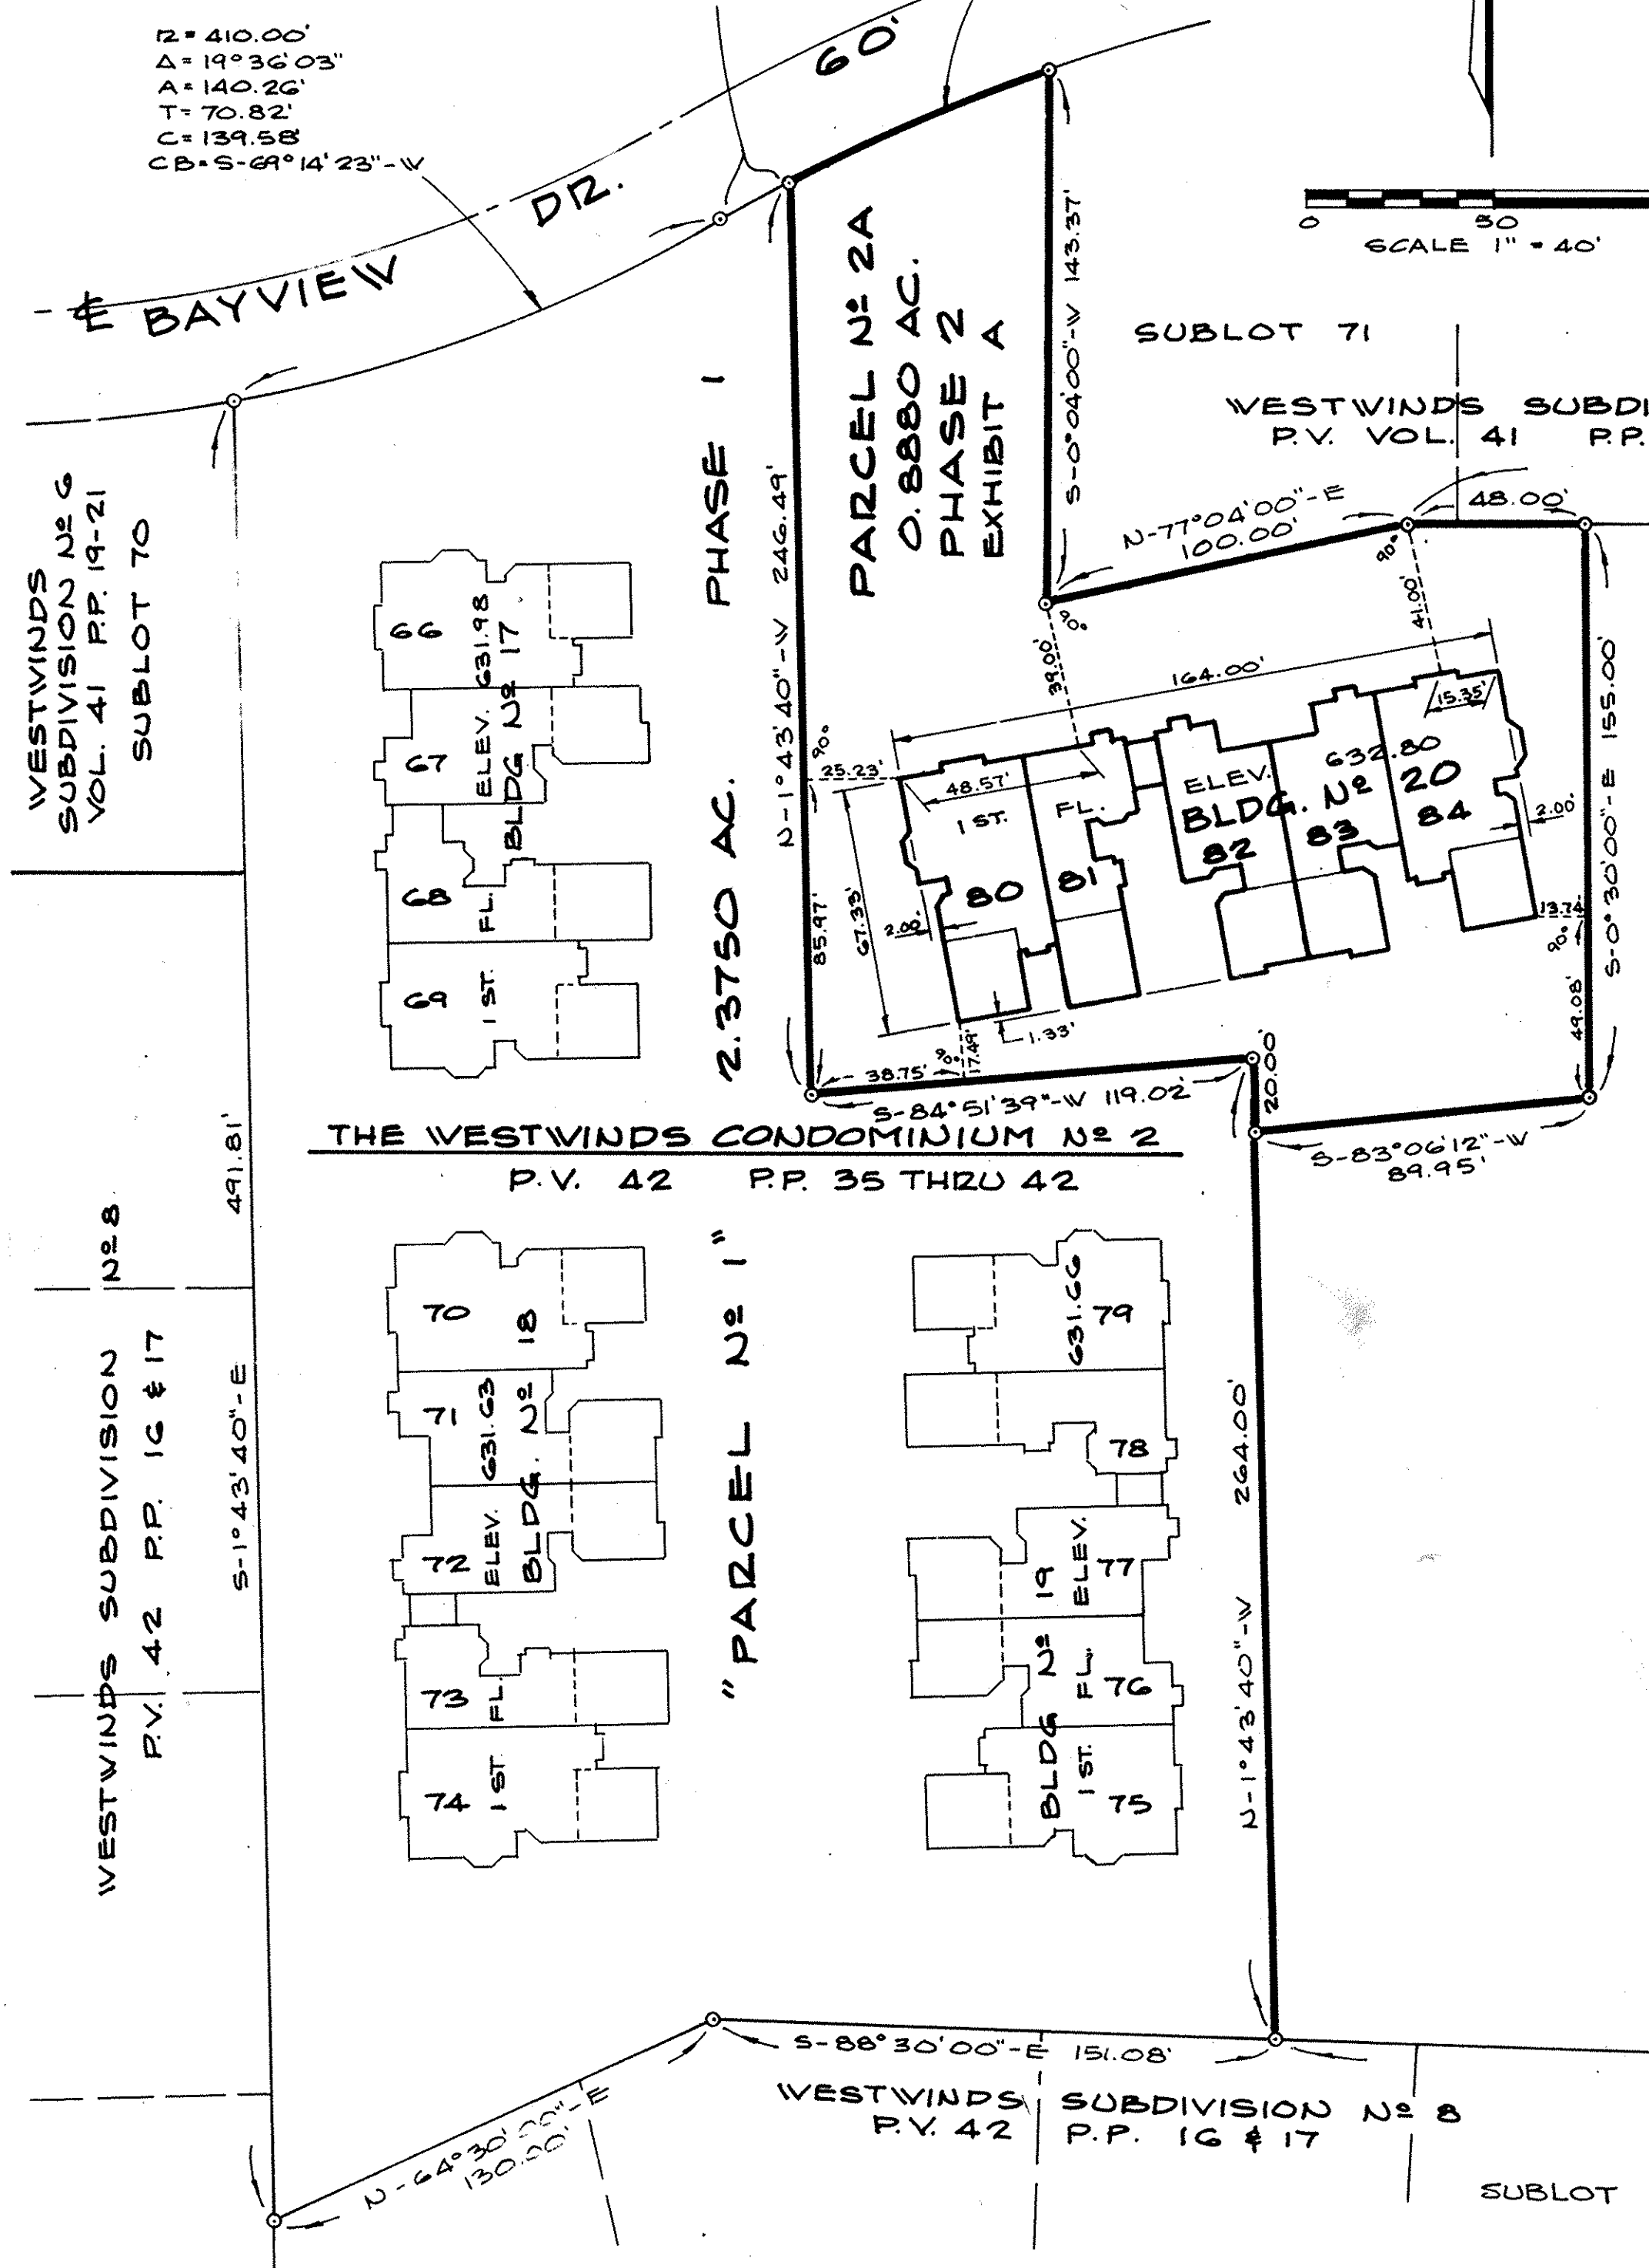 R = 410.00'
Δ = 19°36'03"
A = 140.26'
T = 70.82'
C = 139.58'
CB = S-69°14'23"-W
60'
DR.
℄ BAYVIEW
0 50
SCALE 1" = 40'
SUBLOT 71
WESTWINDS SUBDI
P.V. VOL. 41 P.P.
PARCEL Nº 2A
0.8880 AC.
PHASE 2
EXHIBIT A
S-0°04'00"-W 143.37'
N-77°04'00"-E
100.00'
48.00'
90°
41.00'
90°
39.00'
164.00'
15.35'
S-0°30'00"-E 155.00'
WESTWINDS
SUBDIVISION Nº 6
VOL. 41 P.P. 19-21
SUBLOT 70
66
67
68
69
1 ST. FL. ELEV. 631.98
BLDG Nº 17
PHASE 1
2.3750 AC.
N-1°43'40"-W 246.49'
90°
25.23'
48.57'
1 ST. FL. ELEV. 632.80
BLDG. Nº 20
80
81
82
83
84
2.00'
13.74
90°
49.08'
85.97'
67.33'
2.00'
1.33'
90°
17.49'
38.75'
S-84°51'39"-W 119.02'
20.00'
S-83°06'12"-W
89.95'
THE WESTWINDS CONDOMINIUM Nº 2
P.V. 42 P.P. 35 THRU 42
491.81'
S-1°43'40"-E
WESTWINDS SUBDIVISION Nº 8
P.V. 42 P.P. 16 & 17
70
71
72
73
74
1 ST. FL. ELEV. 631.63
BLDG. Nº 18
"PARCEL Nº 1"
79
78
77
76
75
1 ST. FL. ELEV. 631.66
BLDG Nº 19
N-1°43'40"-W 264.00'
S-88°30'00"-E 151.08'
N-64°30'00"-E
130.00'
WESTWINDS SUBDIVISION Nº 8
P.V. 42 P.P. 16 & 17
SUBLOT